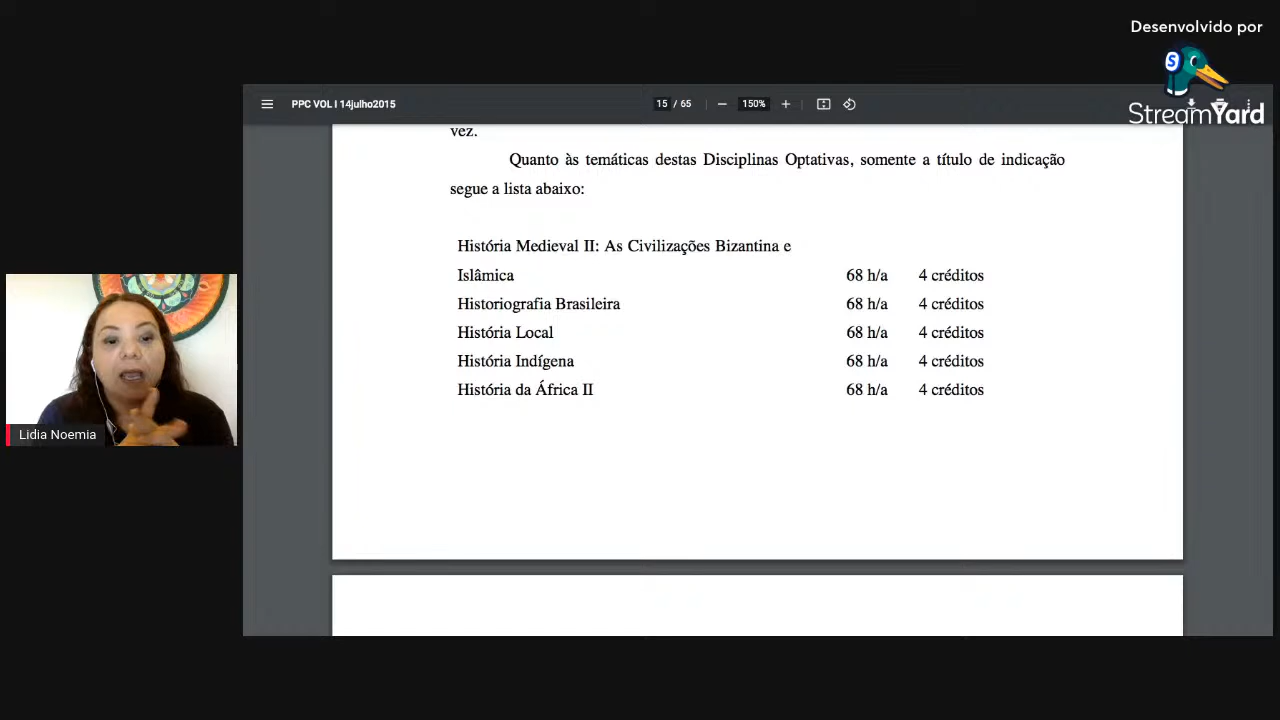 Desenvolvido por
StreamYard
PPC VOL I 14julho2015
15 / 65
150%
vez.
Quanto às temáticas destas Disciplinas Optativas, somente a título de indicação
segue a lista abaixo:
História Medieval II: As Civilizações Bizantina e
Islâmica 68 h/a 4 créditos
Historiografia Brasileira 68 h/a 4 créditos
História Local 68 h/a 4 créditos
História Indígena 68 h/a 4 créditos
História da África II 68 h/a 4 créditos
Lidia Noemia